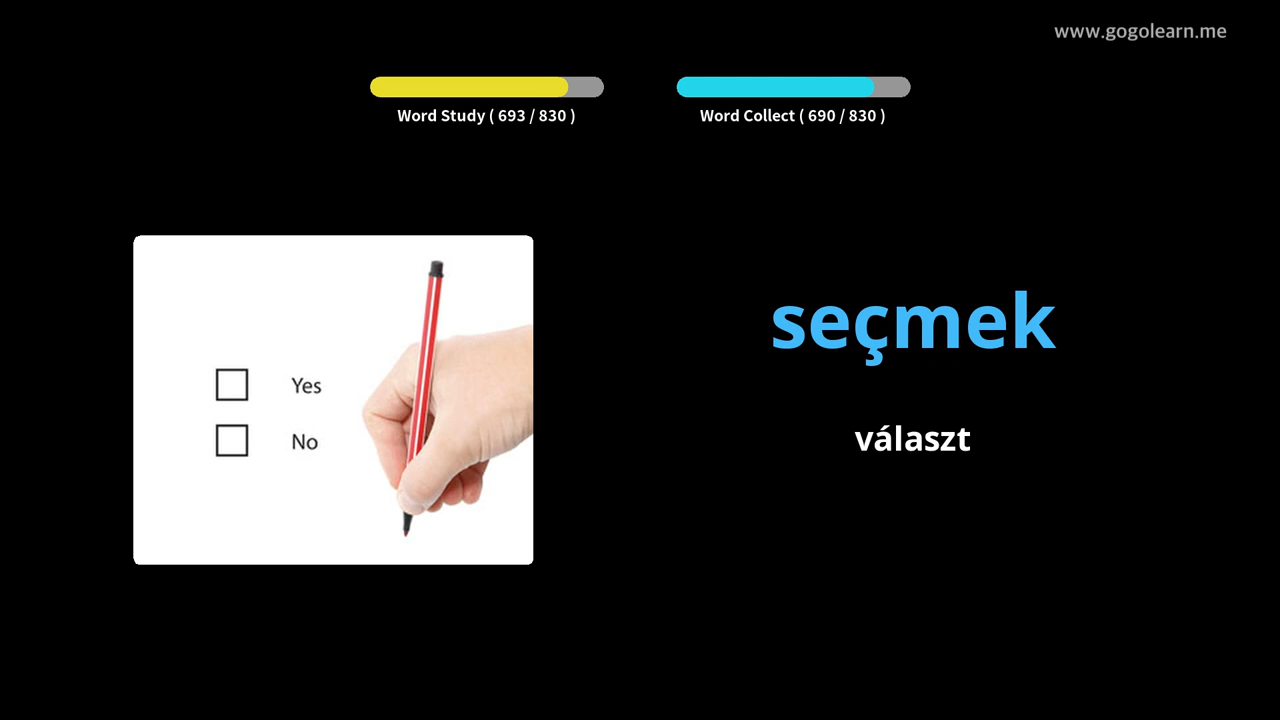 www.gogolearn.me
Word Study ( 693 / 830 )
Word Collect ( 690 / 830 )
Yes
No
seçmek
választ